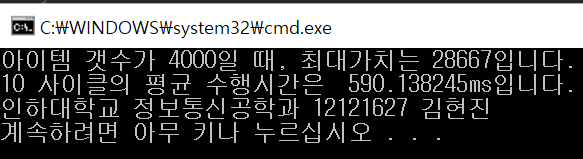 C:₩WINDOWS₩system32₩cmd.exe
아이템 갯수가 4000일 때, 최대가치는 28667입니다.
10 사이클의 평균 수행시간은  590.138245ms입니다.
인하대학교 정보통신공학과 12121627 김현진
계속하려면 아무 키나 누르십시오 . . .